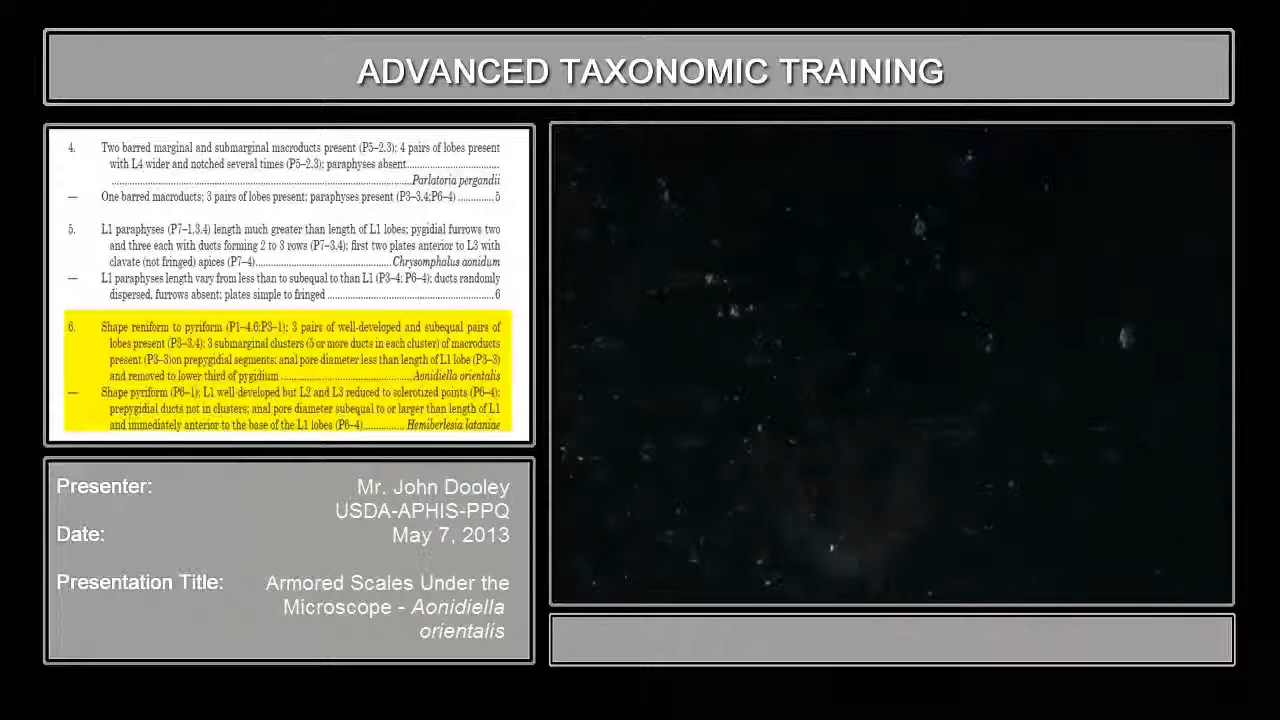 ADVANCED TAXONOMIC TRAINING
4. Two barred marginal and submarginal macroducts present (P5–2.3); 4 pairs of lobes present
with L4 wider and notched several times (P5–2.3); paraphyses absent..................................
.............................................................................................................Parlatoria pergandii
— One barred macroducts; 3 pairs of lobes present; paraphyses present (P3–3.4;P6–4) ............. 5
5. L1 paraphyses (P7–1,3.4) length much greater than length of L1 lobes; pygidial furrows two
and three each with ducts forming 2 to 3 rows (P7–3.4); first two plates anterior to L3 with
clavate (not fringed) apices (P7–4)..................................................Chrysomphalus aonidum
— L1 paraphyses length vary from less than to subequal to than L1 (P3–4; P6–4); ducts randomly
dispersed, furrows absent; plates simple to fringed ............................................................ 6
6. Shape reniform to pyriform (P1–4.6;P3–1); 3 pairs of well-developed and subequal pairs of
lobes present (P3–3.4); 3 submarginal clusters (5 or more ducts in each cluster) of macroducts
present (P3–3)on prepygidial segments; anal pore diameter less than length of L1 lobe (P3–3)
and removed to lower third of pygidium ...............................................Aonidiella orientalis
— Shape pyriform (P6–1); L1 well-developed but L2 and L3 reduced to sclerotized points (P6–4);
prepygidial ducts not in clusters; anal pore diameter subequal to or larger than length of L1
and immediately anterior to the base of the L1 lobes (P6–4)............... Hemiberlesia lataniae
Presenter: Mr. John Dooley
USDA-APHIS-PPQ
Date: May 7, 2013
Presentation Title: Armored Scales Under the
Microscope - Aonidiella
orientalis